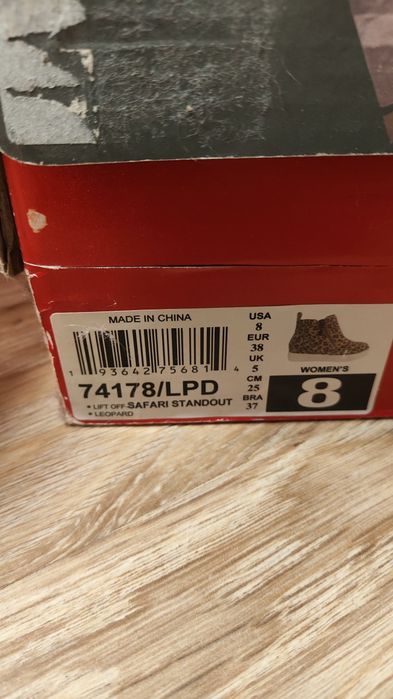 MADE IN CHINA
1 93642 75681 4
74178/LPD
• LIFT OFF-SAFARI STANDOUT
• LEOPARD
USA
8
EUR
38
UK
5
CM
25
BRA
37
WOMEN'S
8